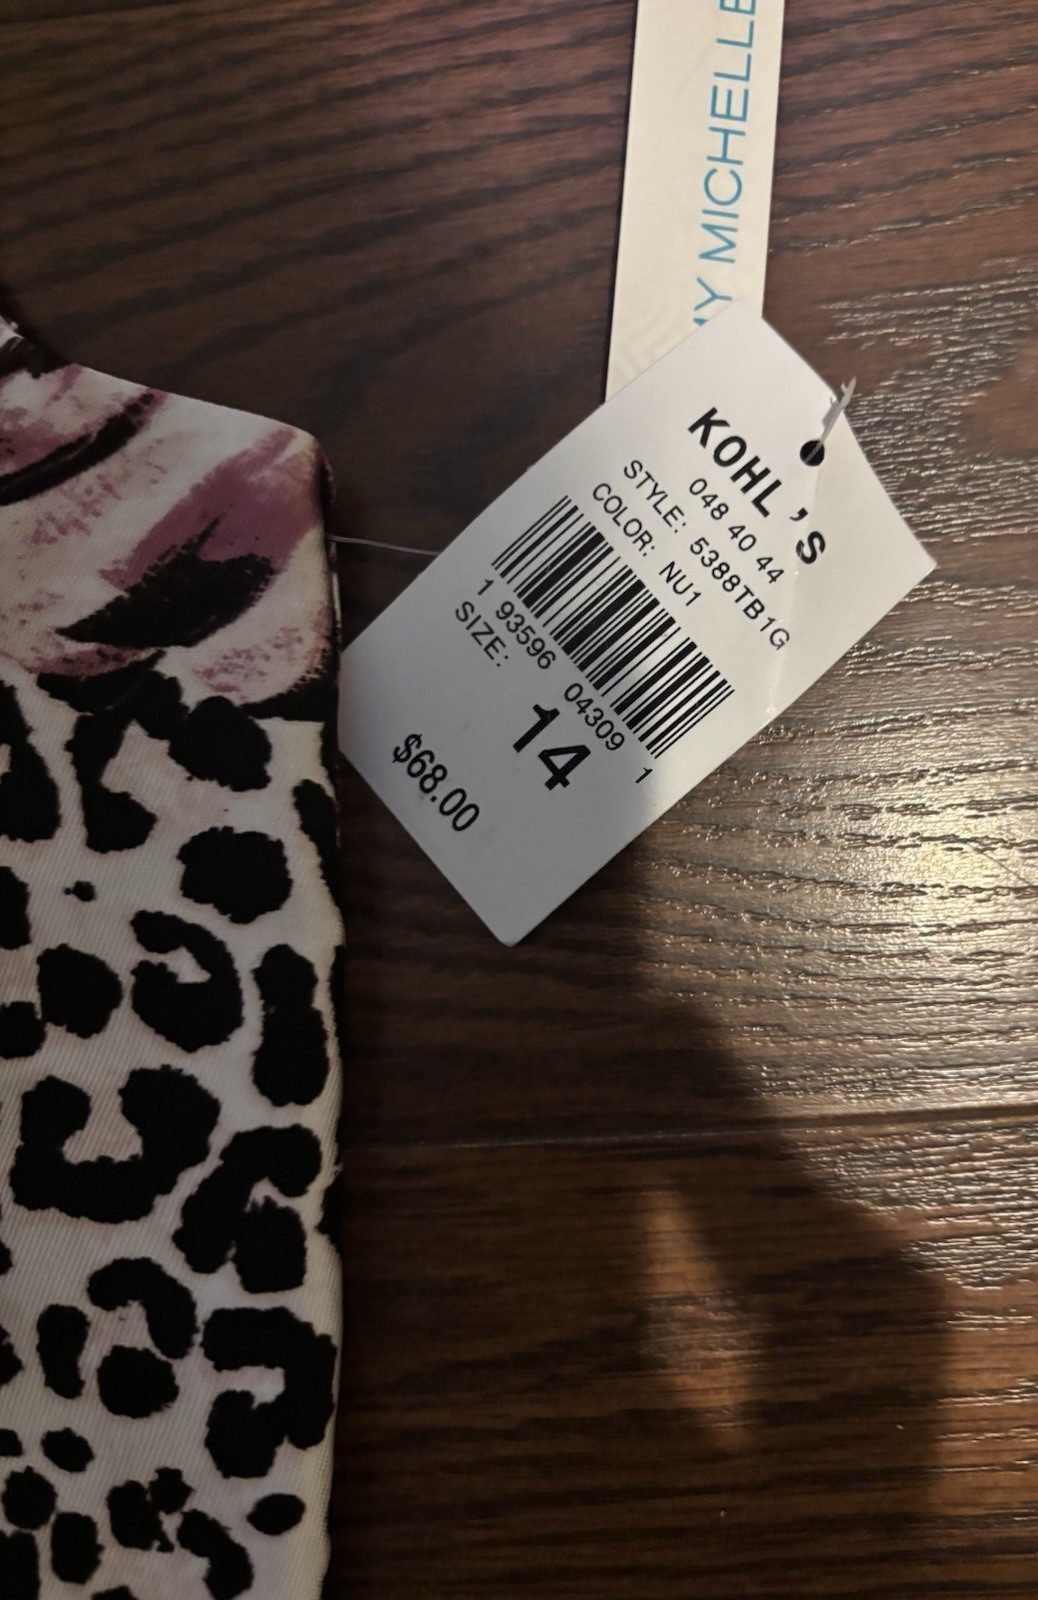 MICHELLE
KOHL'S
048 40 44
STYLE: 5388TB1G
COLOR: NU1
1 93596 04309 1
SIZE: 14
$68.00